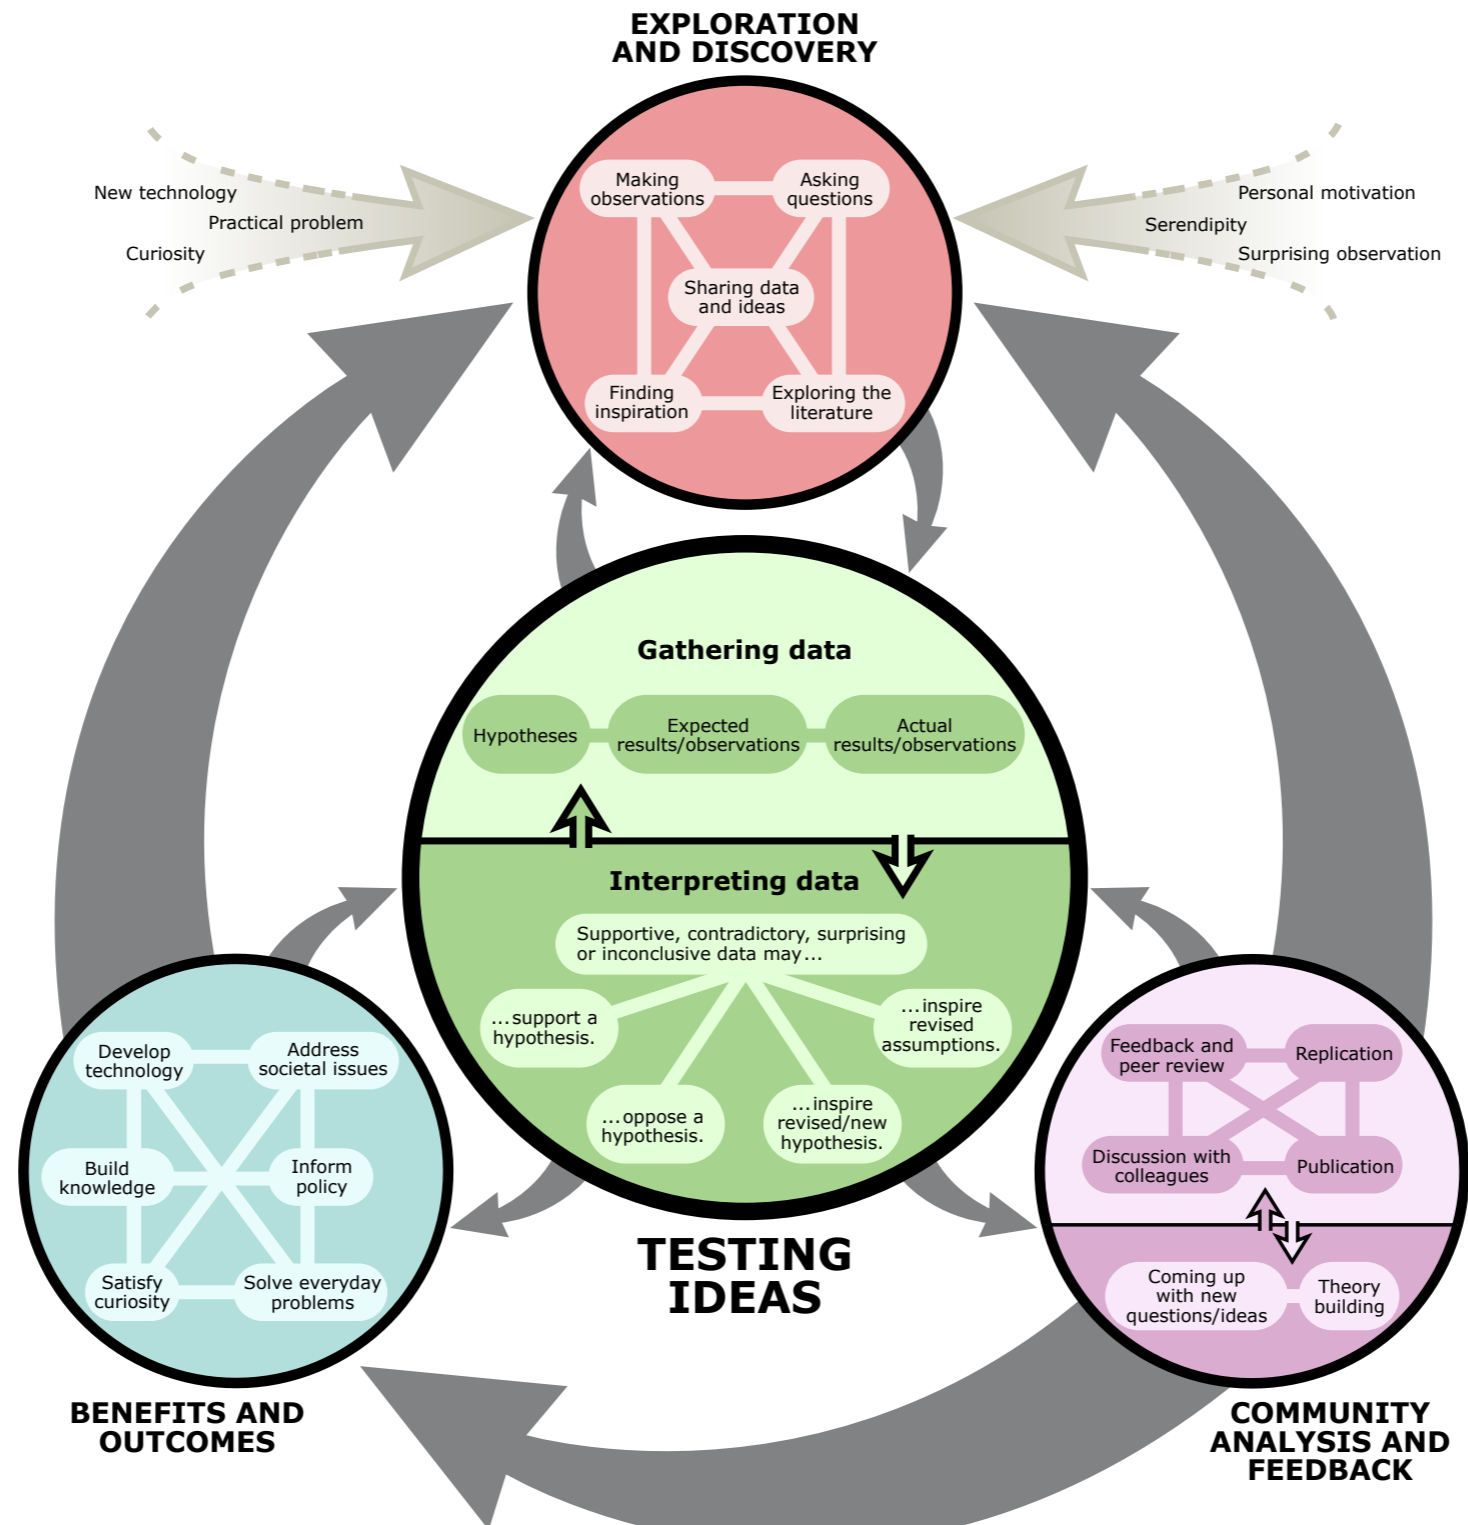 EXPLORATION
AND DISCOVERY
New technology
Practical problem
Curiosity
Personal motivation
Serendipity
Surprising observation
Making
observations
Asking
questions
Sharing data
and ideas
Finding
inspiration
Exploring the
literature
Gathering data
Hypotheses
Expected
results/observations
Actual
results/observations
Interpreting data
Supportive, contradictory, surprising
or inconclusive data may...
...support a
hypothesis.
...oppose a
hypothesis.
...inspire
revised/new
hypothesis.
...inspire
revised
assumptions.
TESTING
IDEAS
Develop
technology
Address
societal issues
Build
knowledge
Inform
policy
Satisfy
curiosity
Solve everyday
problems
BENEFITS AND
OUTCOMES
Feedback and
peer review
Replication
Discussion with
colleagues
Publication
Coming up
with new
questions/ideas
Theory
building
COMMUNITY
ANALYSIS AND
FEEDBACK